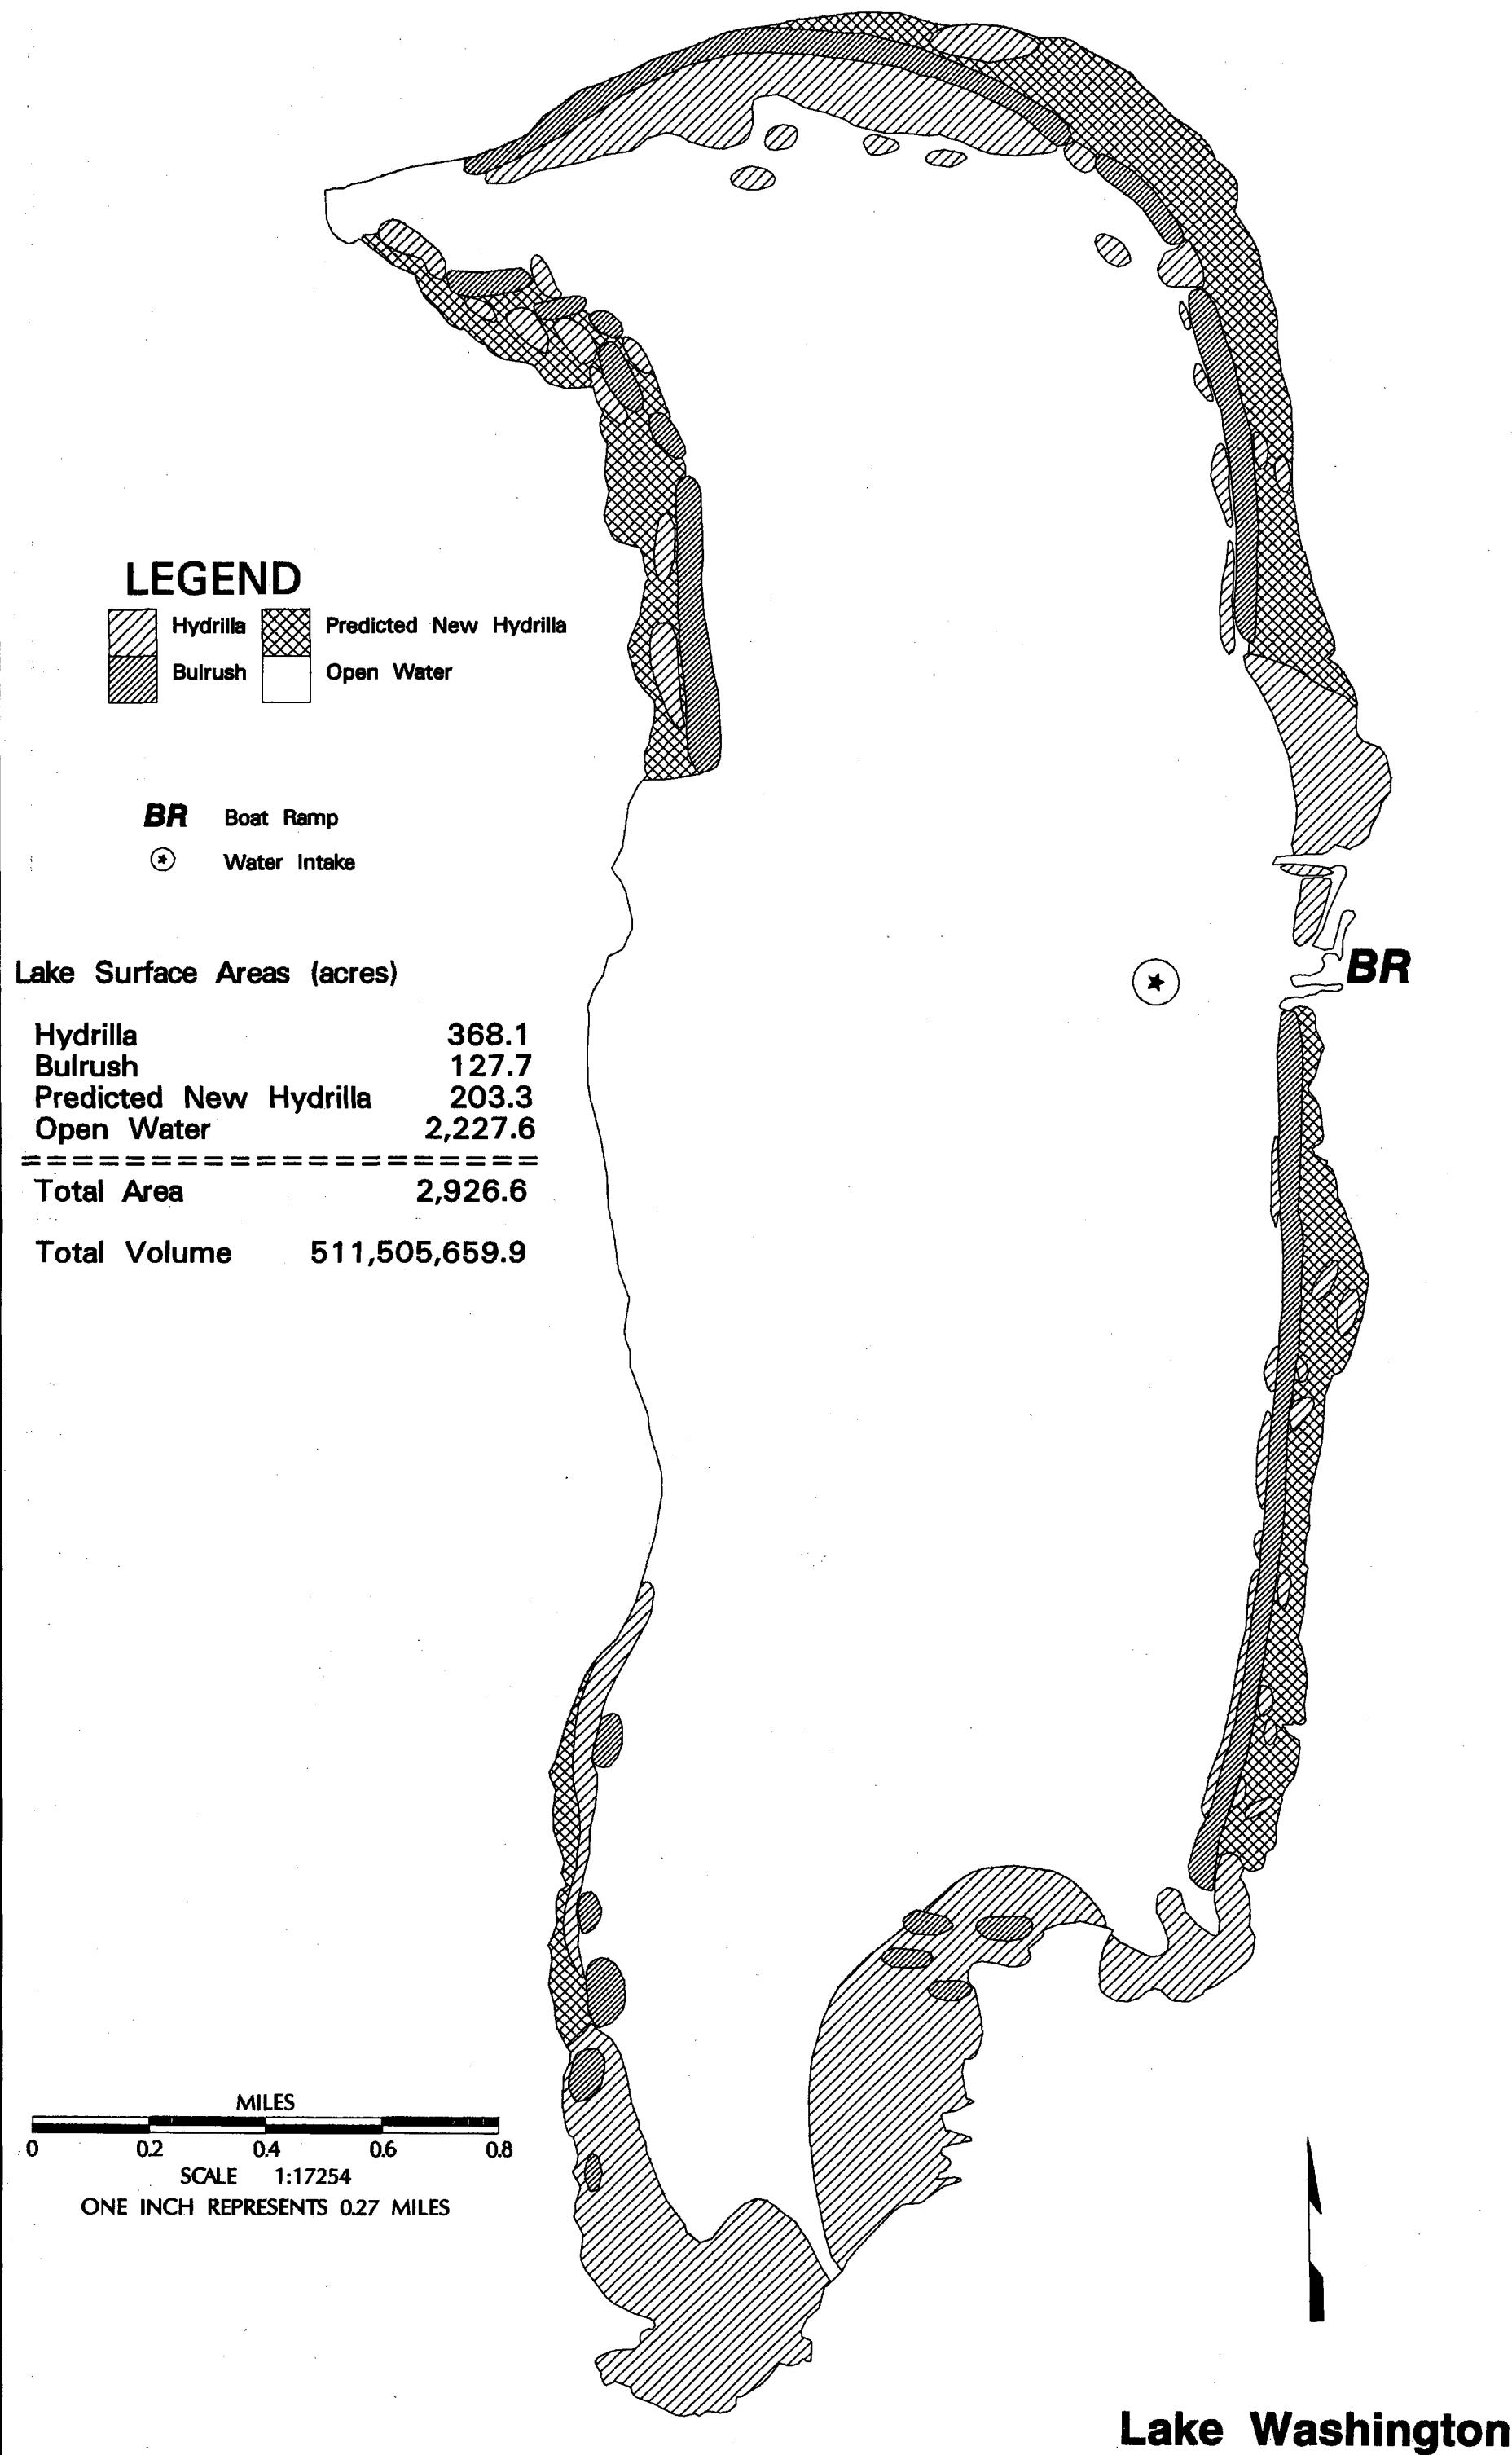 LEGEND
Hydrilla Predicted New Hydrilla
Bulrush Open Water
BR Boat Ramp
Water Intake
BR
Lake Surface Areas (acres)
Hydrilla 368.1
Bulrush 127.7
Predicted New Hydrilla 203.3
Open Water 2,227.6
====================
Total Area 2,926.6
Total Volume 511,505,659.9
MILES
0 0.2 0.4 0.6 0.8
SCALE 1:17254
ONE INCH REPRESENTS 0.27 MILES
Lake Washington